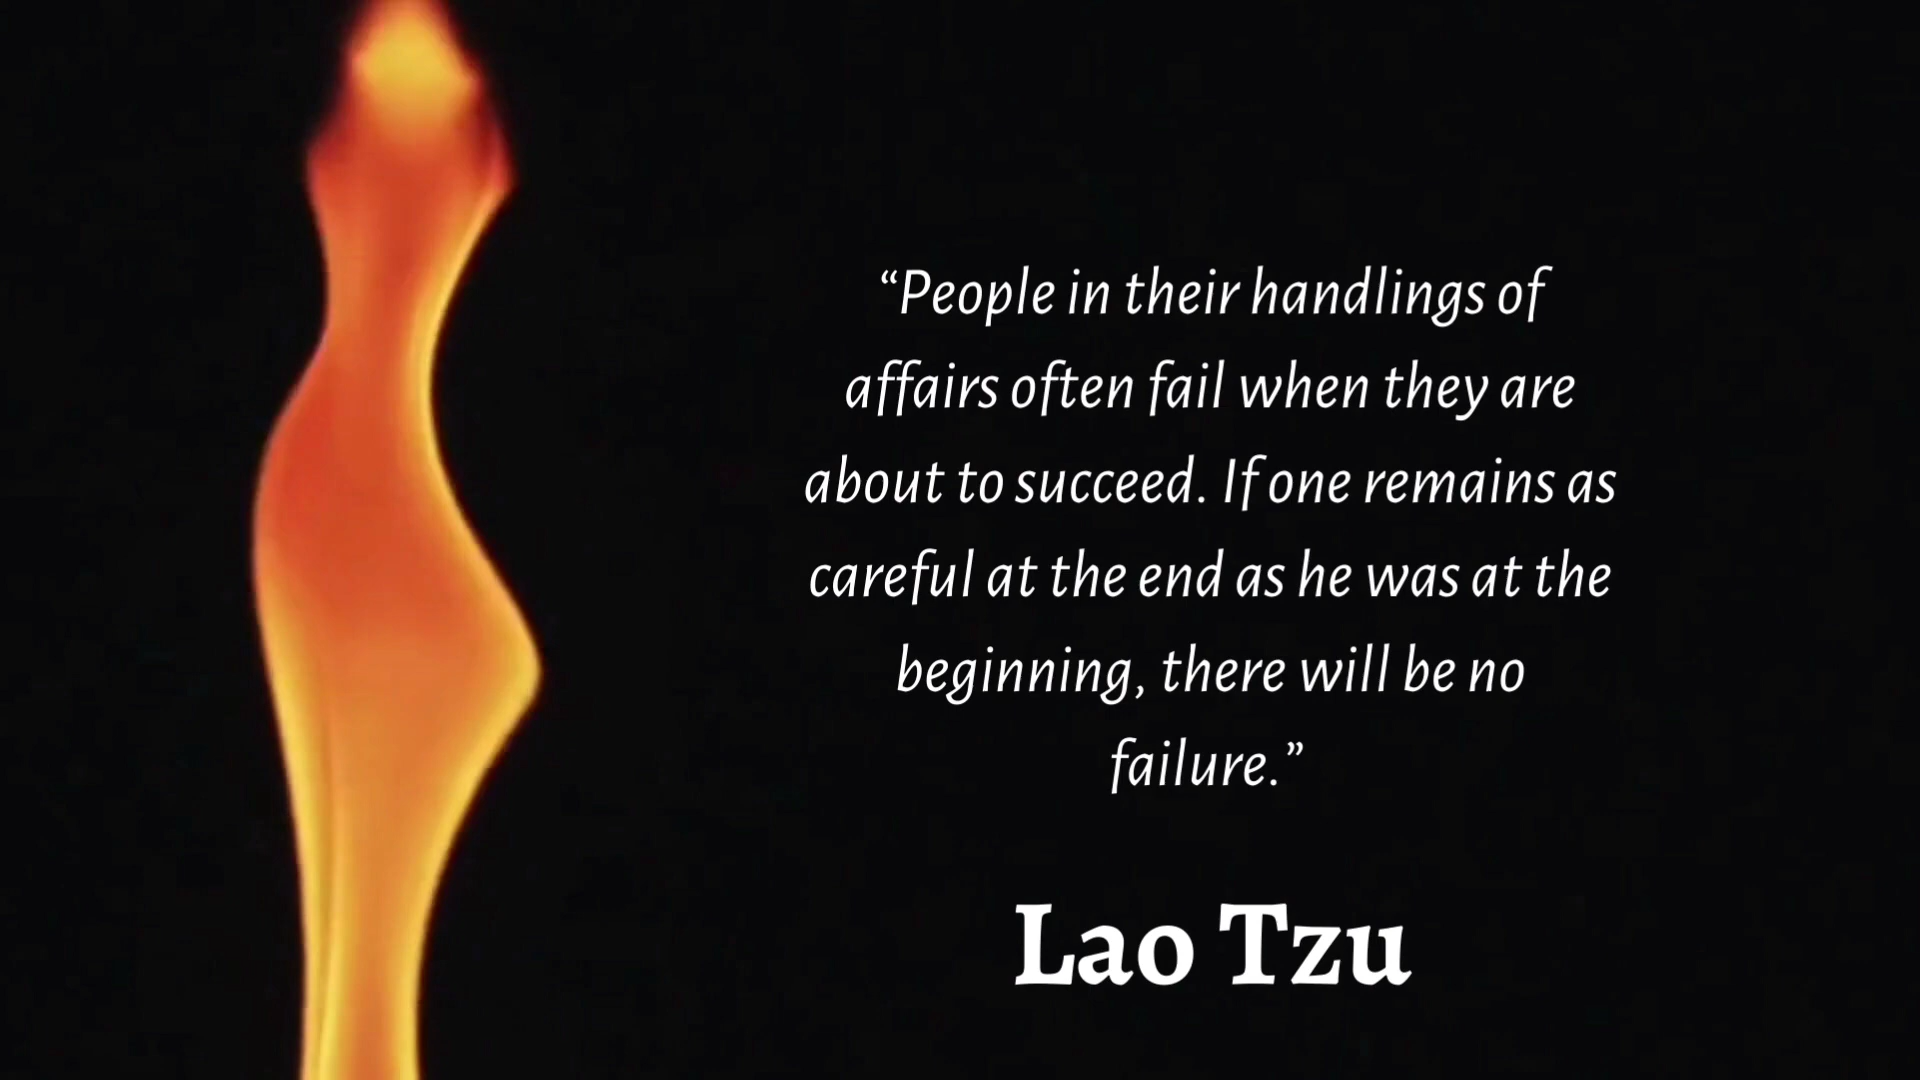 “People in their handlings of
affairs often fail when they are
about to succeed. If one remains as
careful at the end as he was at the
beginning, there will be no
failure.”
Lao Tzu